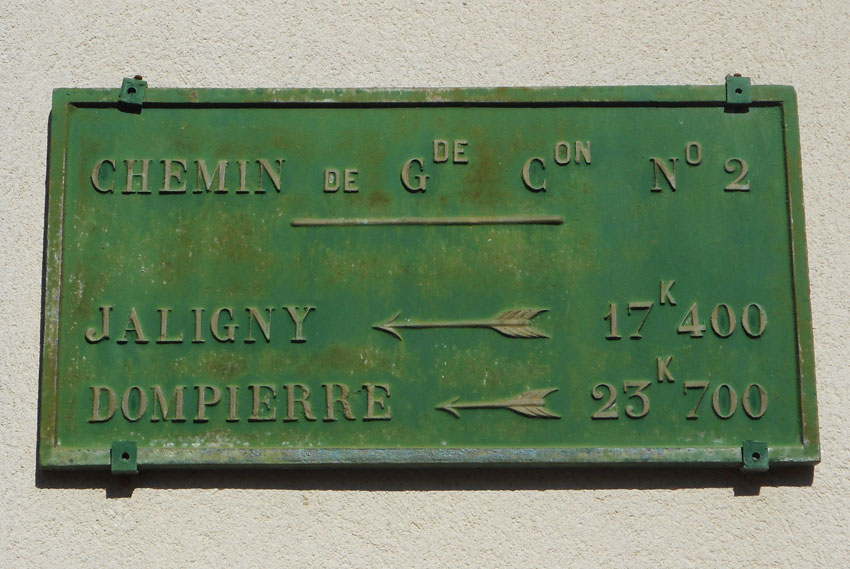 CHEMIN DE Gᴰᴱ Cᴼᴺ Nᴼ 2
JALIGNY 17ᴷ400
DOMPIERRE 23ᴷ700